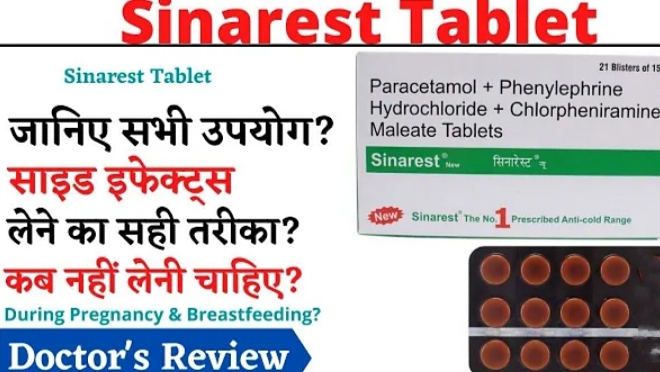 Sinarest Tablet
Sinarest Tablet
जानिए सभी उपयोग?
साइड इफेक्ट्स
लेने का सही तरीका?
कब नहीं लेनी चाहिए?
During Pregnancy & Breastfeeding?
Doctor's Review
21 Blisters of 15
Paracetamol + Phenylephrine
Hydrochloride + Chlorpheniramine
Maleate Tablets
Sinarest® New सिनारेस्ट® न्यू
New Sinarest® The No.1 Prescribed Anti-cold Range